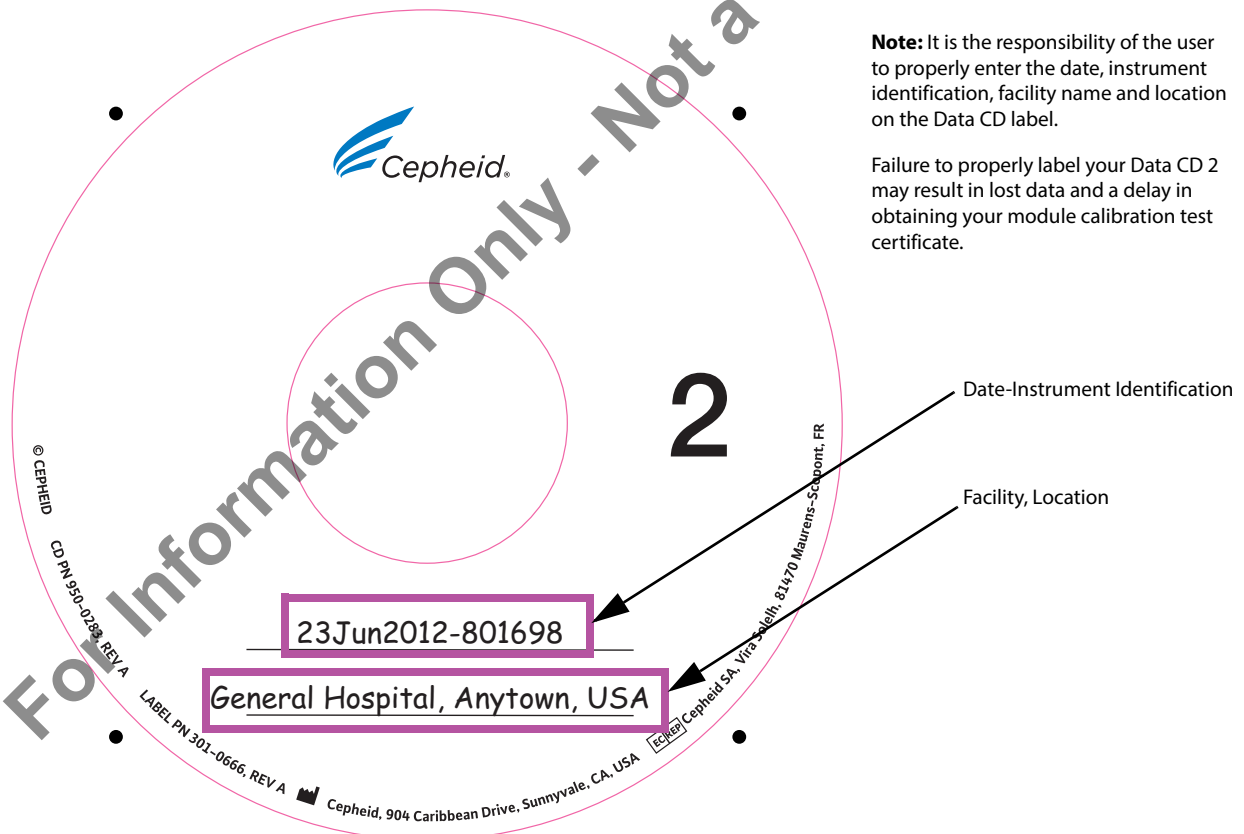 For Information Only - Not a
Note: It is the responsibility of the user
to properly enter the date, instrument
identification, facility name and location
on the Data CD label.
Failure to properly label your Data CD 2
may result in lost data and a delay in
obtaining your module calibration test
certificate.
Cepheid®
2
Date-Instrument Identification
Facility, Location
23Jun2012-801698
General Hospital, Anytown, USA
© CEPHEID CD PN 950-0283, REV A LABEL PN 301-0666, REV A Cepheid, 904 Caribbean Drive, Sunnyvale, CA, USA EC REP Cepheid SA, Vira Solelh, 81470 Maurens-Scopont, FR